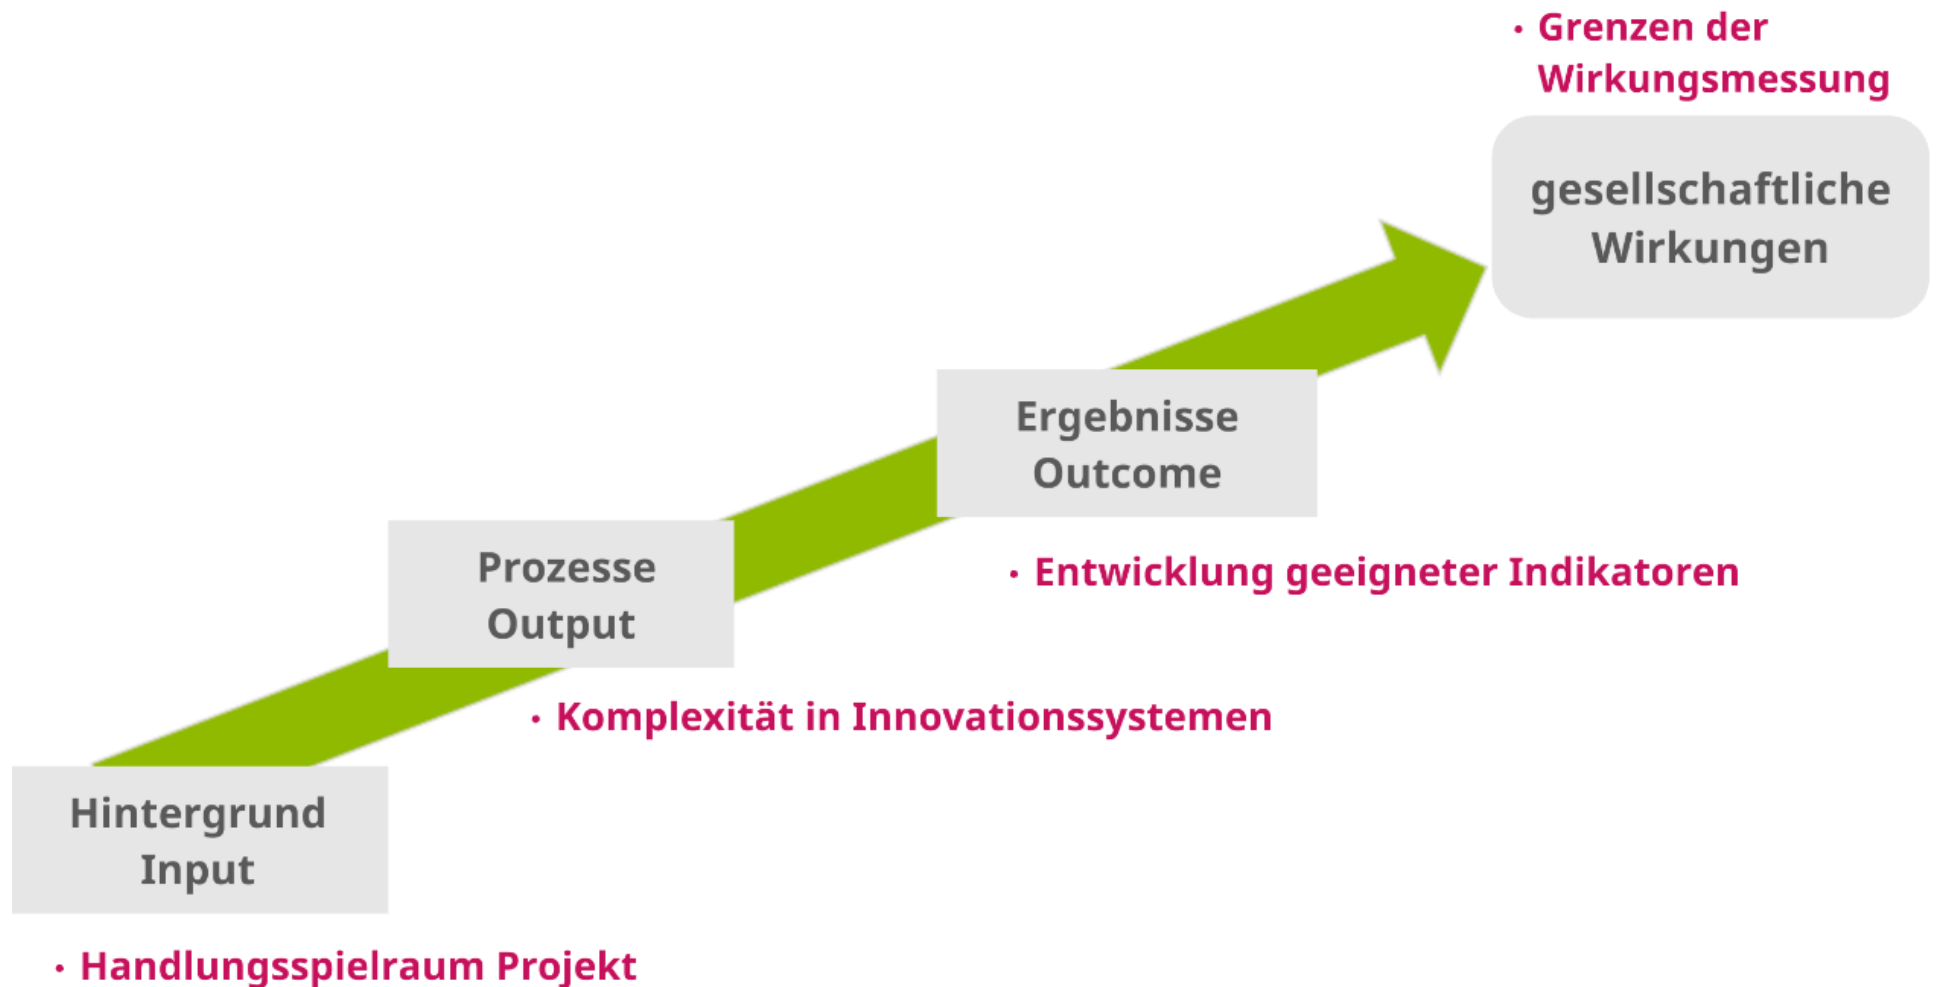 · Grenzen der
Wirkungsmessung
gesellschaftliche
Wirkungen
Ergebnisse
Outcome
· Entwicklung geeigneter Indikatoren
Prozesse
Output
· Komplexität in Innovationssystemen
Hintergrund
Input
· Handlungsspielraum Projekt